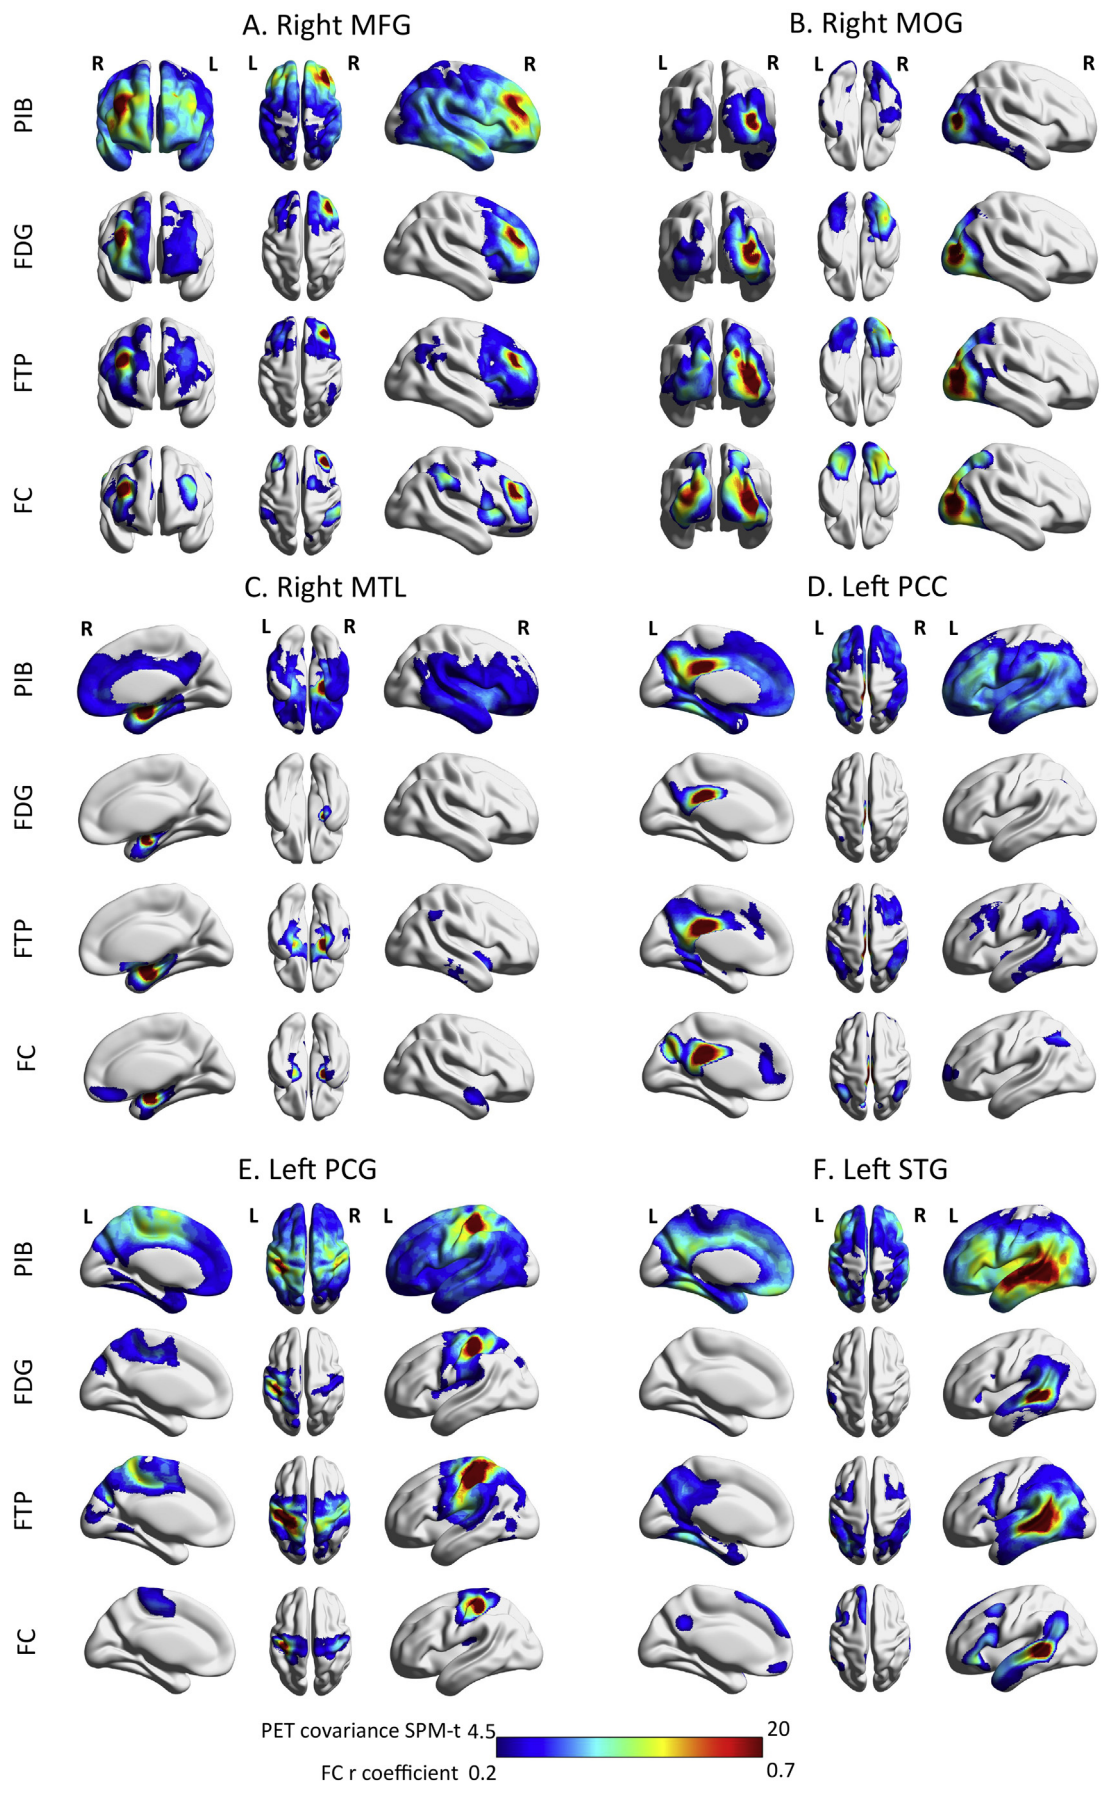 A. Right MFG
B. Right MOG
R L L R R
L R L R R
PIB
FDG
FTP
FC
C. Right MTL
D. Left PCC
R L R R
L L R L
PIB
FDG
FTP
FC
E. Left PCG
F. Left STG
L L R L
L L R L
PIB
FDG
FTP
FC
PET covariance SPM-t 4.5 20
FC r coefficient 0.2 0.7